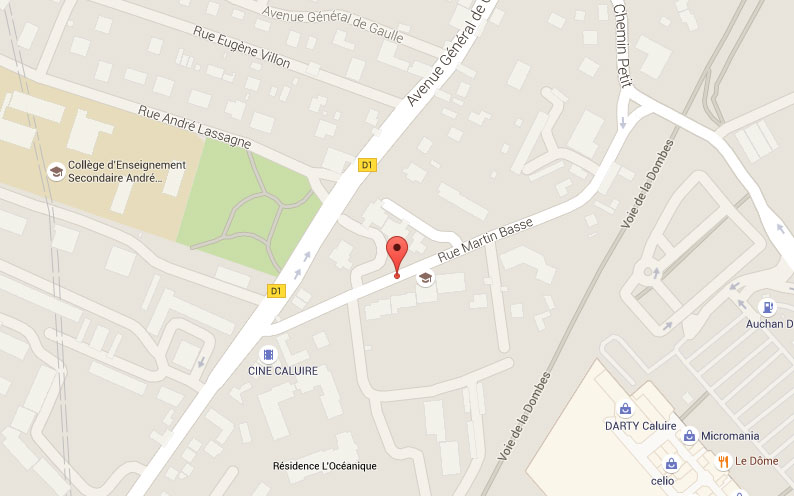 Avenue Général de Gaulle
Chemin Petit
Rue Eugène Villon
Avenue Général de G
Rue André Lassagne
Collège d'Enseignement
Secondaire André...
D1
Voie de la Dombes
Rue Martin Basse
D1
Auchan D
CINE CALUIRE
Voie de la Dombes
DARTY Caluire
Micromania
Le Dôme
Résidence L'Océanique
celio